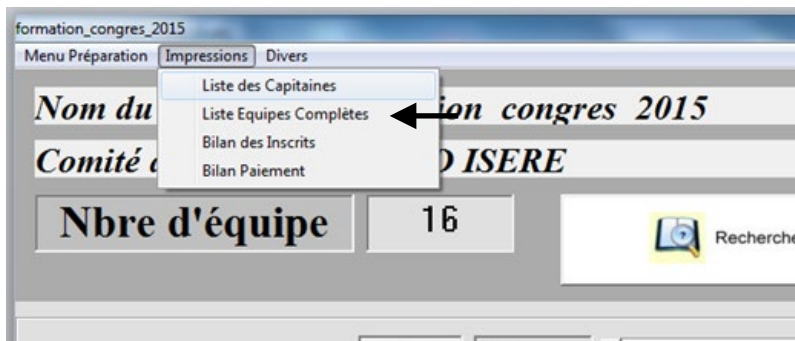 formation_congres_2015
Menu Préparation Impressions Divers
Liste des Capitaines
Nom du congres 2015
Liste Equipes Complètes
Bilan des Inscrits
Comité ISERE
Bilan Paiement
Nbre d'équipe 16 Recherche